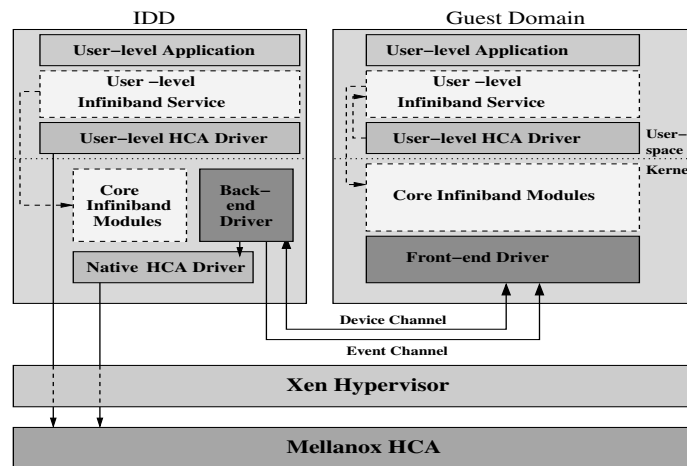 IDD
Guest Domain
User-level Application
User-level Application
User -level
Infiniband Service
User -level
Infiniband Service
User-level HCA Driver
User-level HCA Driver
User-
space
Kerne
Core
Infiniband
Modules
Back-
end
Driver
Core Infiniband Modules
Native HCA Driver
Front-end Driver
Device Channel
Event Channel
Xen Hypervisor
Mellanox HCA